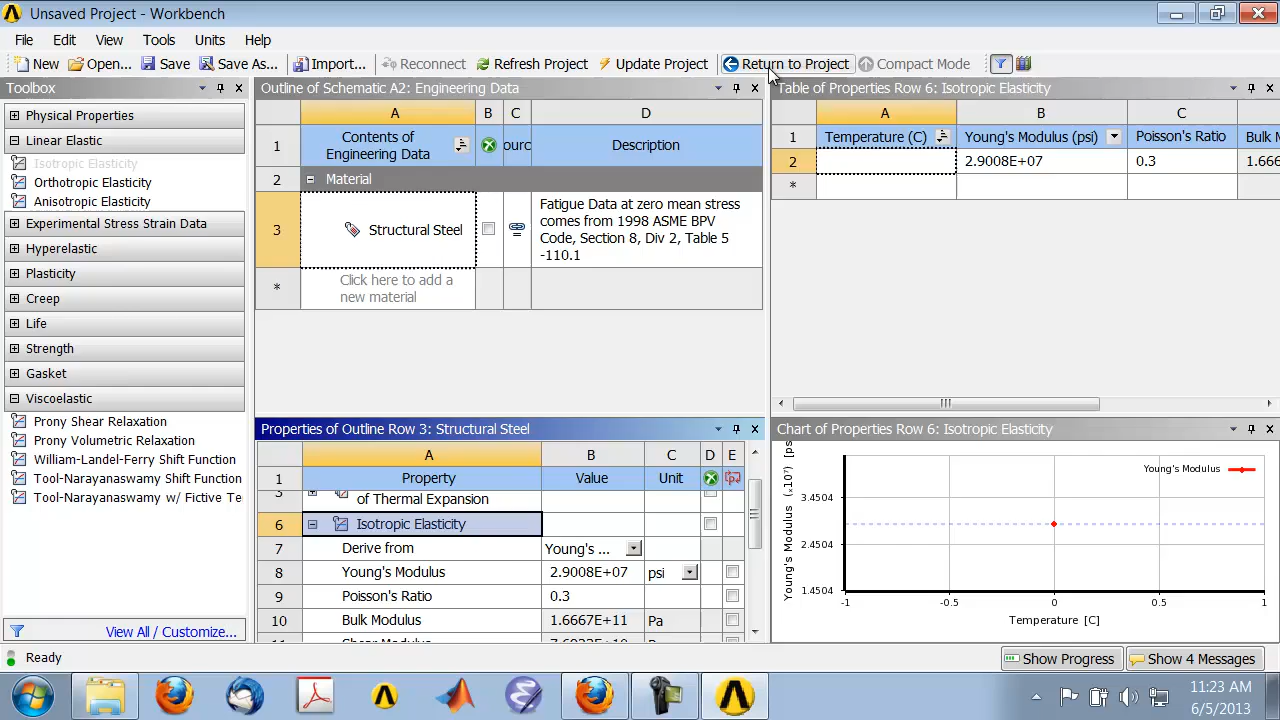 Unsaved Project - Workbench
File Edit View Tools Units Help
New Open... Save Save As... Import... Reconnect Refresh Project Update Project Return to Project Compact Mode
Toolbox
Physical Properties
Linear Elastic
Isotropic Elasticity
Orthotropic Elasticity
Anisotropic Elasticity
Experimental Stress Strain Data
Hyperelastic
Plasticity
Creep
Life
Strength
Gasket
Viscoelastic
Prony Shear Relaxation
Prony Volumetric Relaxation
William-Landel-Ferry Shift Function
Tool-Narayanaswamy Shift Function
Tool-Narayanaswamy w/ Fictive Te
View All / Customize...
Outline of Schematic A2: Engineering Data
A B C D
1 Contents of Engineering Data ourc Description
2 Material
3 Structural Steel
Fatigue Data at zero mean stress
comes from 1998 ASME BPV
Code, Section 8, Div 2, Table 5
-110.1
* Click here to add a
new material
Table of Properties Row 6: Isotropic Elasticity
A B C
1 Temperature (C) Young's Modulus (psi) Poisson's Ratio Bulk M
2 2.9008E+07 0.3 1.666
*
Properties of Outline Row 3: Structural Steel
A B C D E
1 Property Value Unit
of Thermal Expansion
6 Isotropic Elasticity
7 Derive from Young's ...
8 Young's Modulus 2.9008E+07 psi
9 Poisson's Ratio 0.3
10 Bulk Modulus 1.6667E+11 Pa
Chart of Properties Row 6: Isotropic Elasticity
Young's Modulus
Young's Modulus (x10⁷) [ps
3.4504
2.4504
1.4504
-1 -0.5 0 0.5 1
Temperature [C]
Ready
Show Progress Show 4 Messages
11:23 AM
6/5/2013